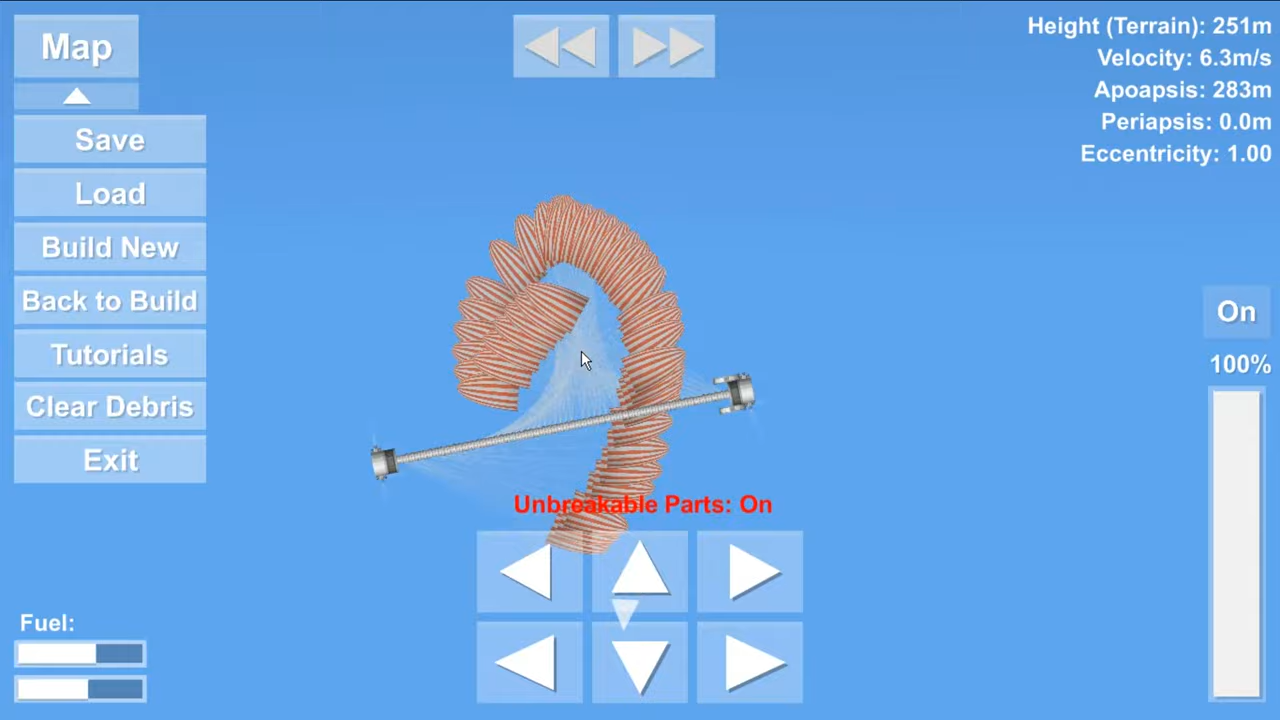 Map
Save
Load
Build New
Back to Build
Tutorials
Clear Debris
Exit
Height (Terrain): 251m
Velocity: 6.3m/s
Apoapsis: 283m
Periapsis: 0.0m
Eccentricity: 1.00
On
100%
Unbreakable Parts: On
Fuel: